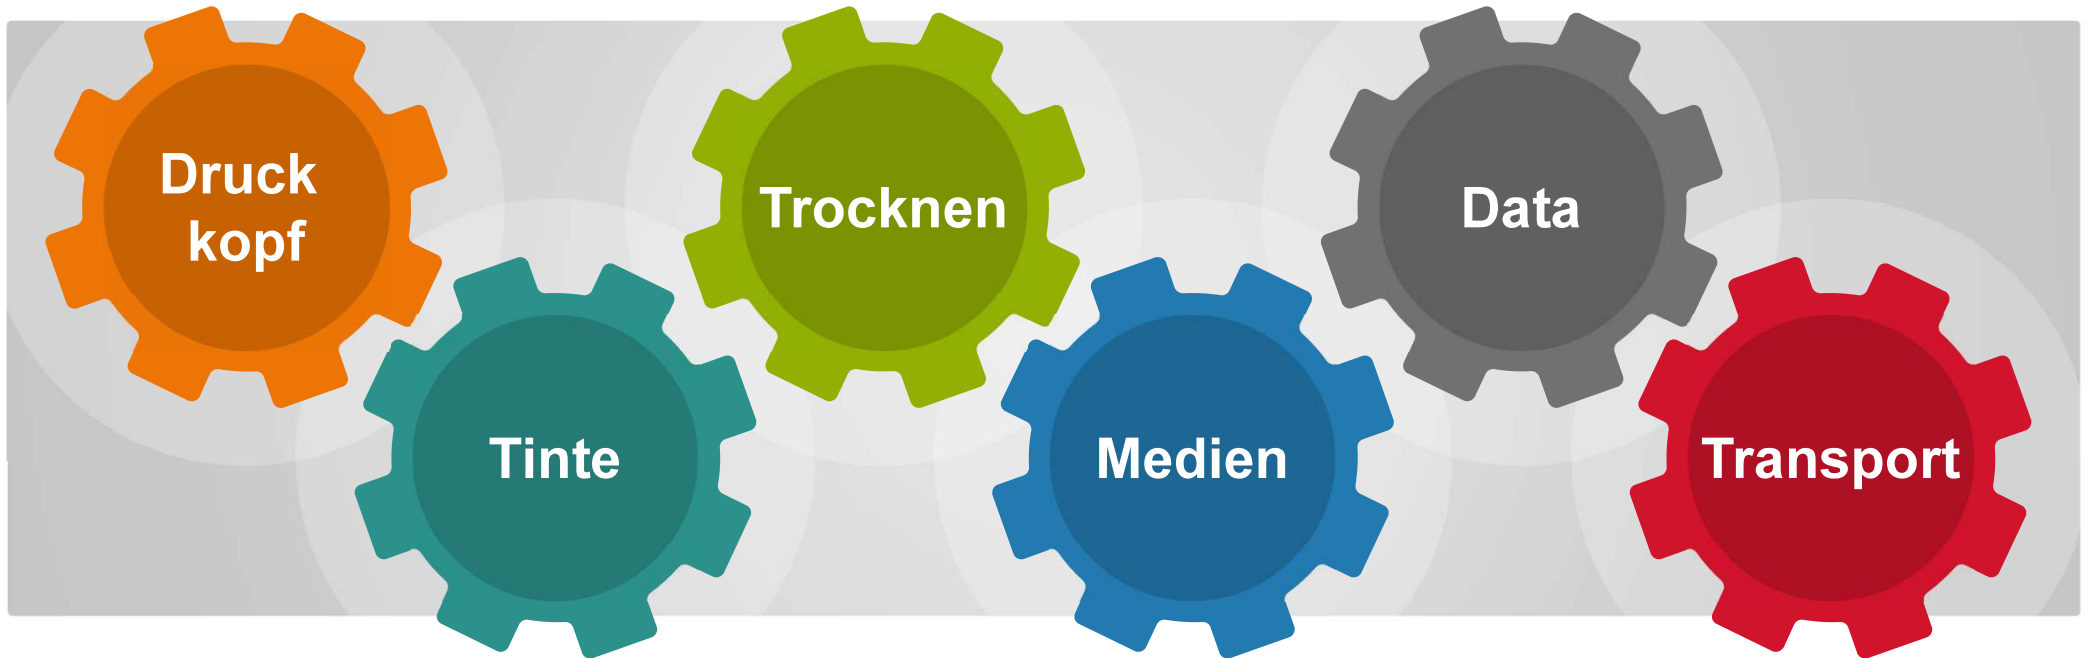 Druck
kopf
Tinte
Trocknen
Medien
Data
Transport